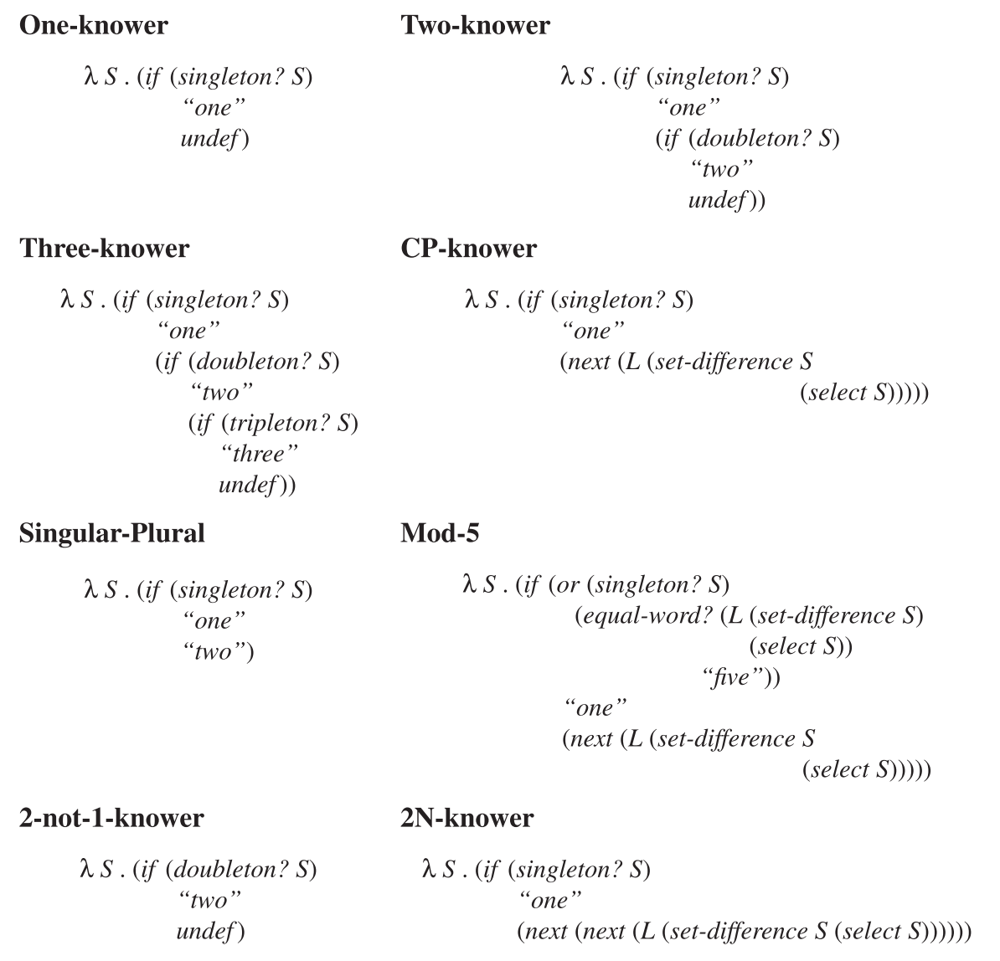 One-knower
λ S . (if (singleton? S)
“one”
undef)
Two-knower
λ S . (if (singleton? S)
“one”
(if (doubleton? S)
“two”
undef))
Three-knower
λ S . (if (singleton? S)
“one”
(if (doubleton? S)
“two”
(if (tripleton? S)
“three”
undef))
CP-knower
λ S . (if (singleton? S)
“one”
(next (L (set-difference S
(select S)))))
Singular-Plural
λ S . (if (singleton? S)
“one”
“two”)
Mod-5
λ S . (if (or (singleton? S)
(equal-word? (L (set-difference S)
(select S))
“five”))
“one”
(next (L (set-difference S
(select S)))))
2-not-1-knower
λ S . (if (doubleton? S)
“two”
undef)
2N-knower
λ S . (if (singleton? S)
“one”
(next (next (L (set-difference S (select S))))))